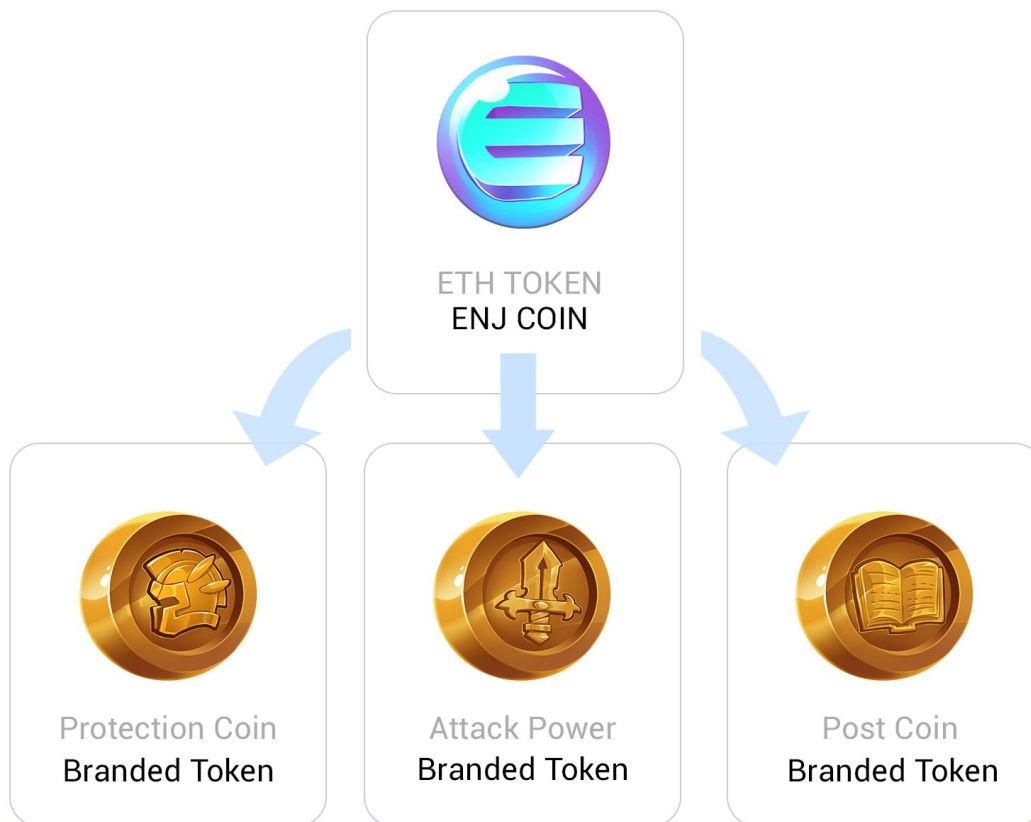 ETH TOKEN
ENJ COIN
Protection Coin
Branded Token
Attack Power
Branded Token
Post Coin
Branded Token